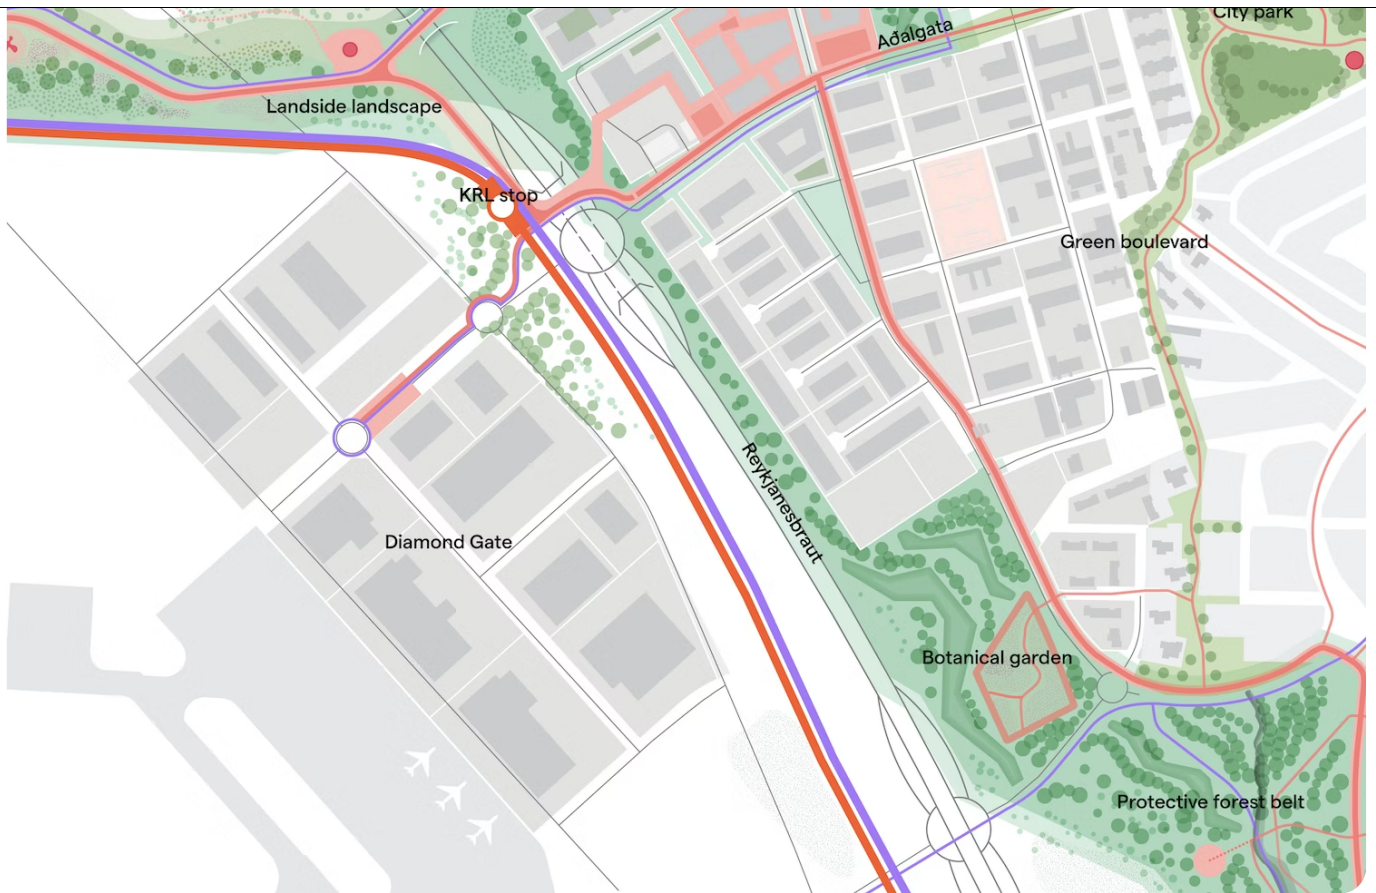 City park
Aðalgata
Landside landscape
KRL stop
Green boulevard
Reykjanesbraut
Diamond Gate
Botanical garden
Protective forest belt